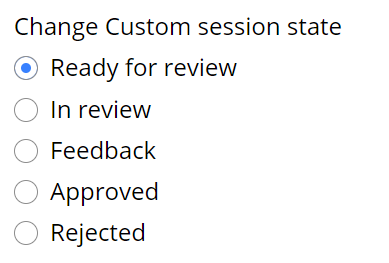 Change Custom session state
Ready for review
In review
Feedback
Approved
Rejected